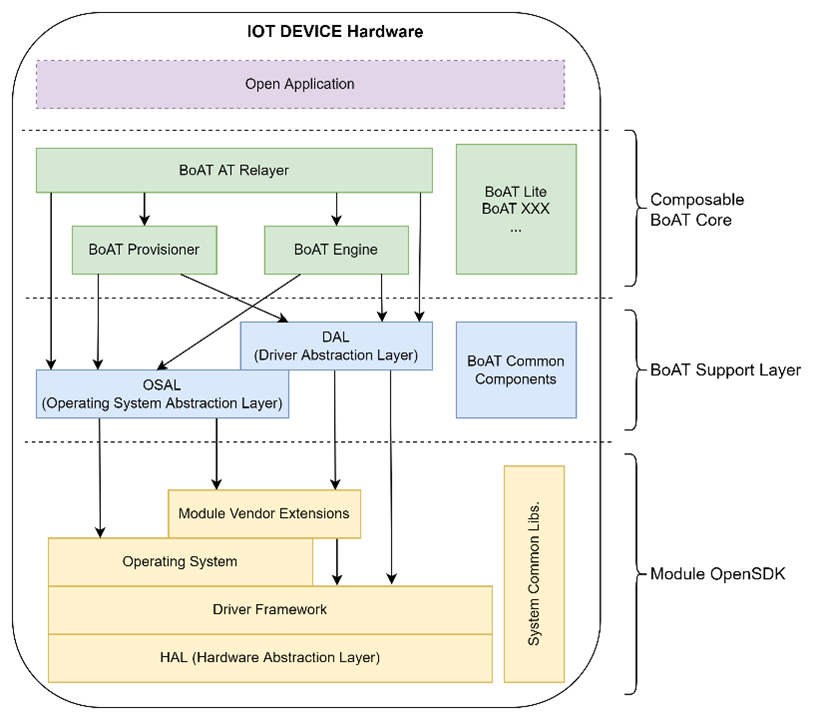 IOT DEVICE Hardware
Open Application
BoAT AT Relayer
BoAT Lite
BoAT XXX
...
BoAT Provisioner
BoAT Engine
Composable
BoAT Core
DAL
(Driver Abstraction Layer)
OSAL
(Operating System Abstraction Layer)
BoAT Common
Components
BoAT Support Layer
Module Vendor Extensions
Operating System
Driver Framework
HAL (Hardware Abstraction Layer)
System Common Libs.
Module OpenSDK